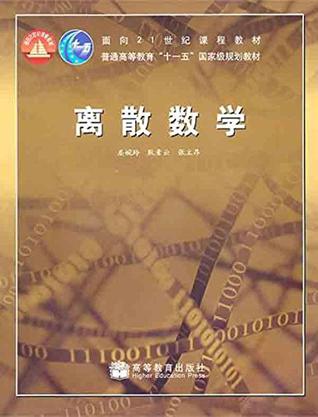 面向21世纪课程教材
普通高等教育"十一五"国家级规划教材
离散数学
屈婉玲 耿素云 张立昂
高等教育出版社
Higher Education Press